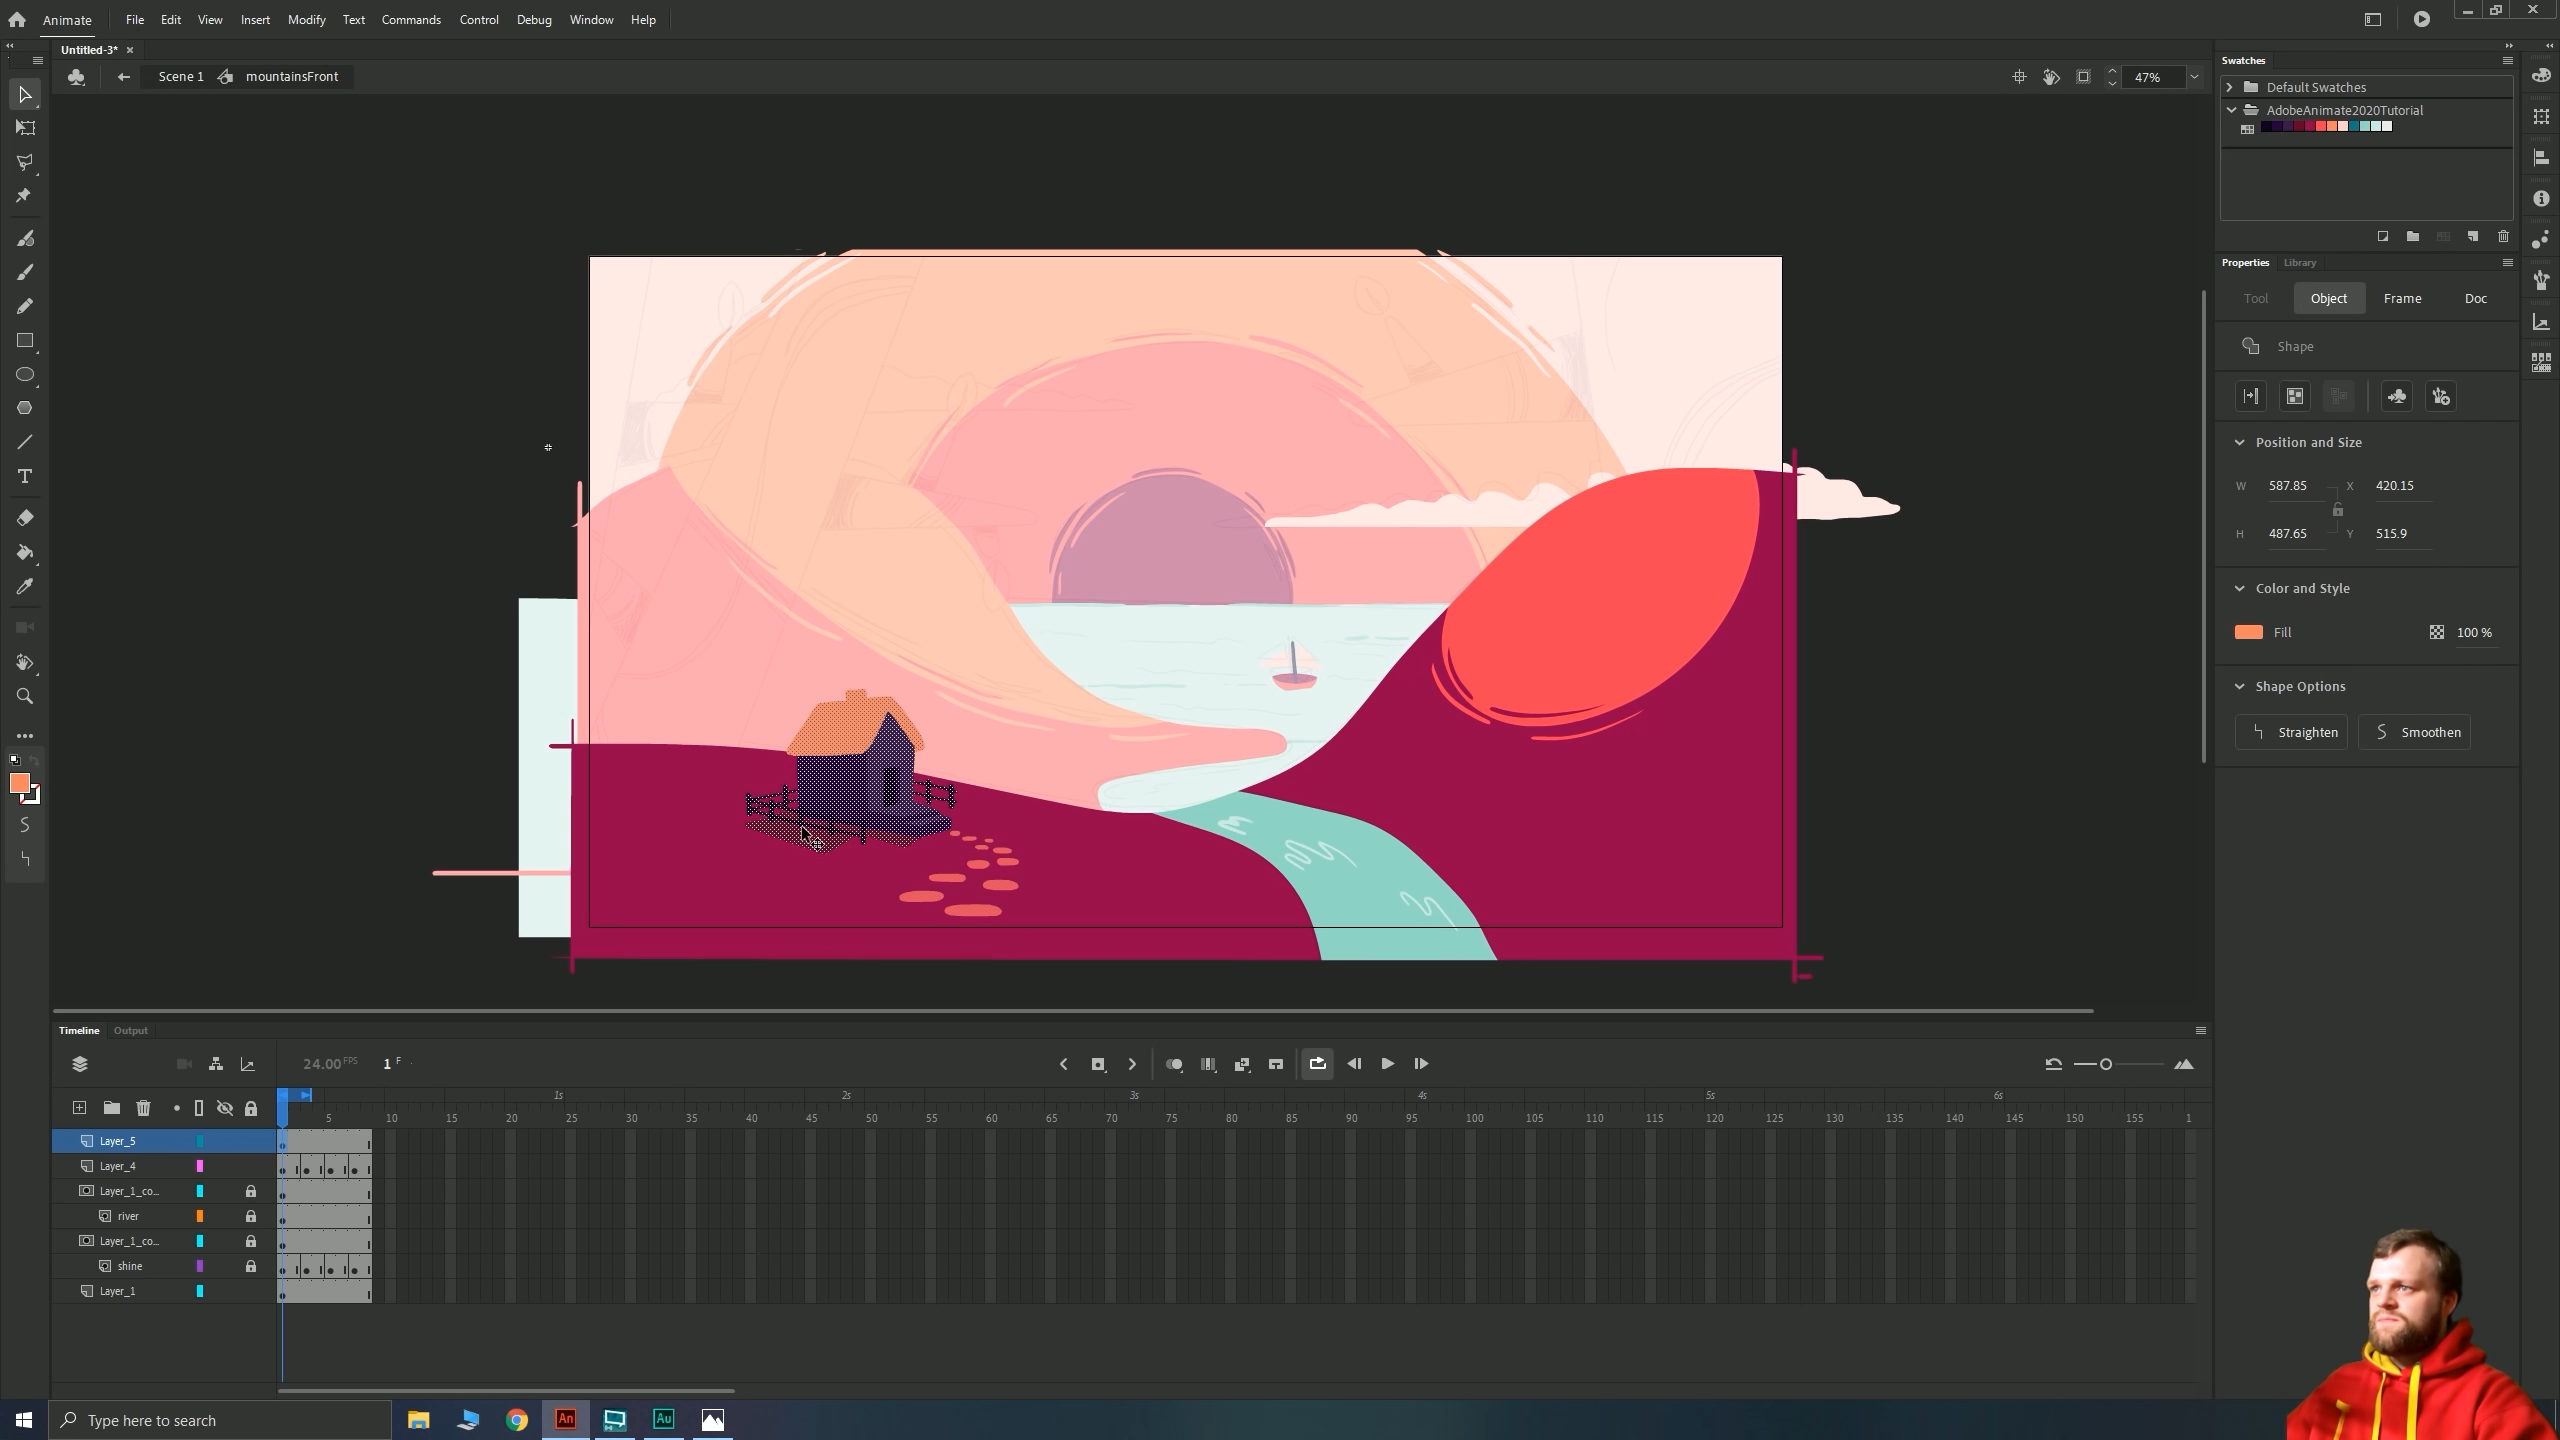 Animate File Edit View Insert Modify Text Commands Control Debug Window Help
Untitled-3*
Scene 1 mountainsFront 47%
Swatches
Default Swatches
AdobeAnimate2020Tutorial
Properties Library
Tool Object Frame Doc
Shape
Position and Size
W 587.85 X 420.15
H 487.65 Y 515.9
Color and Style
Fill 100 %
Shape Options
Straighten Smoothen
Timeline Output
24.00 FPS 1 F
1s 2s 3s 4s 5s 6s
5 10 15 20 25 30 35 40 45 50 55 60 65 70 75 80 85 90 95 100 105 110 115 120 125 130 135 140 145 150 155 1
Layer_5
Layer_4
Layer_1_co...
river
Layer_1_co...
shine
Layer_1
Type here to search An Au